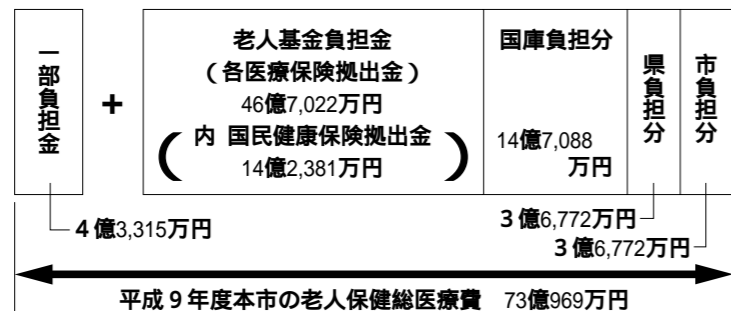 一部負担金
+
老人基金負担金
(各医療保険拠出金)
46億7,022万円
(内 国民健康保険拠出金
14億2,381万円)
国庫負担分
14億7,088
万円
県負担分
市負担分
4億3,315万円
3億6,772万円
3億6,772万円
平成9年度本市の老人保健総医療費 73億969万円